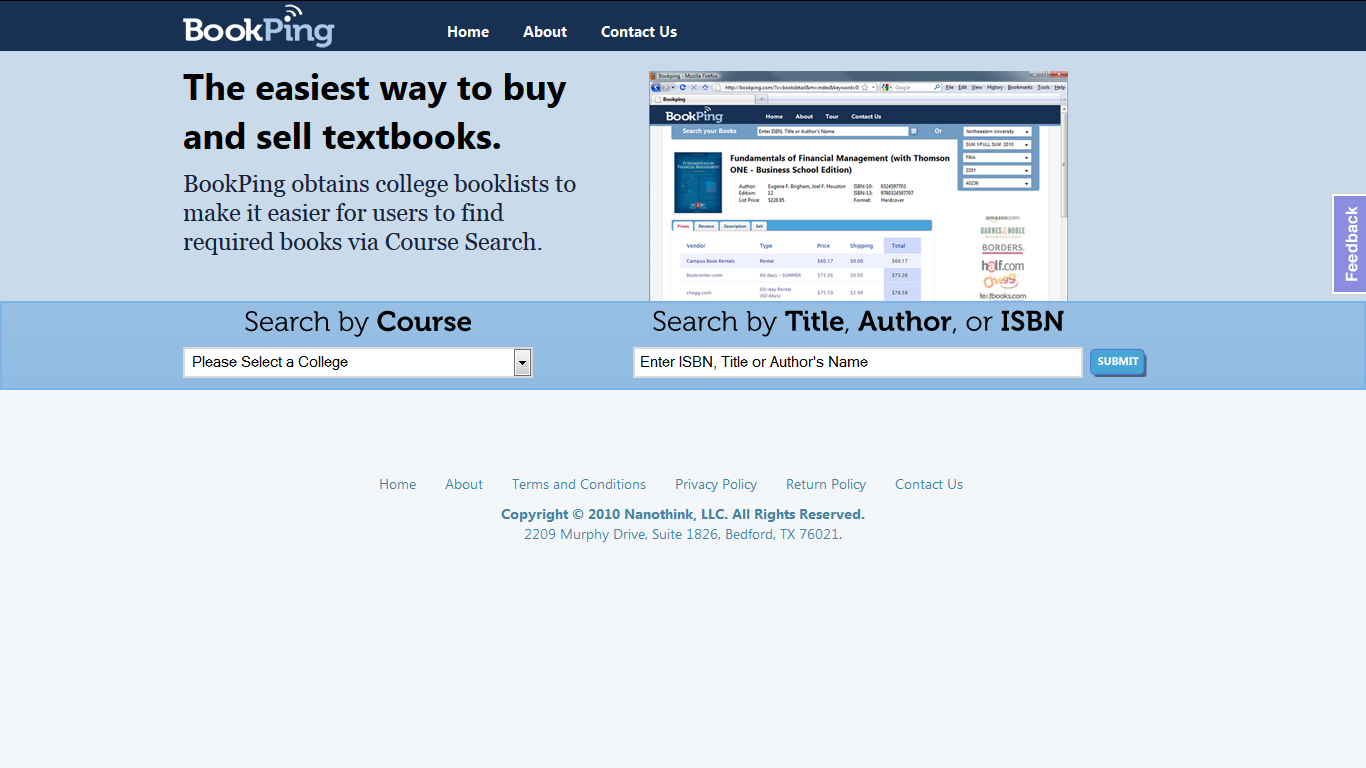 BookPing
Home About Contact Us
The easiest way to buy
and sell textbooks.
BookPing obtains college booklists to
make it easier for users to find
required books via Course Search.
Bookping - Mozilla Firefox
File Edit View History Bookmarks Tools Help
Bookping
BookPing Home About Tour Contact Us
Search your Books Enter ISBN, Title or Author's Name Or Northeastern University
SUM 1/FULL SUM 2010
FINA
2201
40236
Fundamentals of Financial Management (with Thomson
ONE - Business School Edition)
Author: Eugene F. Brigham, Joel F. Houston ISBN-10: 0324597703
Edition: 12 ISBN-13: 9780324597707
List Price: $228.95 Format: Hardcover
Prices Reviews Description Sell
Vendor Type Price Shipping Total
Campus Book Rentals Rental $60.17 $0.00 $60.17
Bookrenter.com 60 days - SUMMER $73.26 $0.00 $73.26
chegg.com 60-day Rental (60 days) $75.59 $2.99 $78.58
amazon.com
BARNES & NOBLE
BORDERS.
half.com
Chegg
textbooks.com
Feedback
Search by Course
Search by Title, Author, or ISBN
Please Select a College
Enter ISBN, Title or Author's Name
SUBMIT
Home About Terms and Conditions Privacy Policy Return Policy Contact Us
Copyright © 2010 Nanothink, LLC. All Rights Reserved.
2209 Murphy Drive, Suite 1826, Bedford, TX 76021.